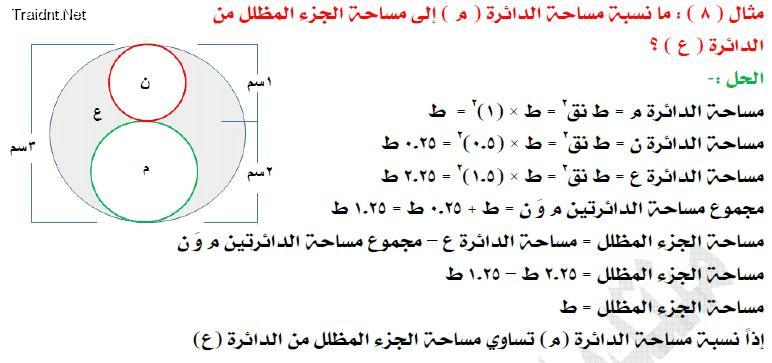 Traidnt.Net
مثال ( ٨ ) : ما نسبة مساحة الدائرة ( م ) إلى مساحة الجزء المظلل من
الدائرة ( ع ) ؟
الحل :-
مساحة الدائرة م = ط نق٢ = ط × (١)٢ = ط
مساحة الدائرة ن = ط نق٢ = ط × (٠.٥)٢ = ٠.٢٥ ط
مساحة الدائرة ع = ط نق٢ = ط × (١.٥)٢ = ٢.٢٥ ط
مجموع مساحة الدائرتين م وَ ن = ط + ٠.٢٥ ط = ١.٢٥ ط
مساحة الجزء المظلل = مساحة الدائرة ع – مجموع مساحة الدائرتين م وَ ن
مساحة الجزء المظلل = ٢.٢٥ ط – ١.٢٥ ط
مساحة الجزء المظلل = ط
إذاً نسبة مساحة الدائرة (م) تساوي مساحة الجزء المظلل من الدائرة (ع)
ن
ع
م
١سم
٢سم
٣سم